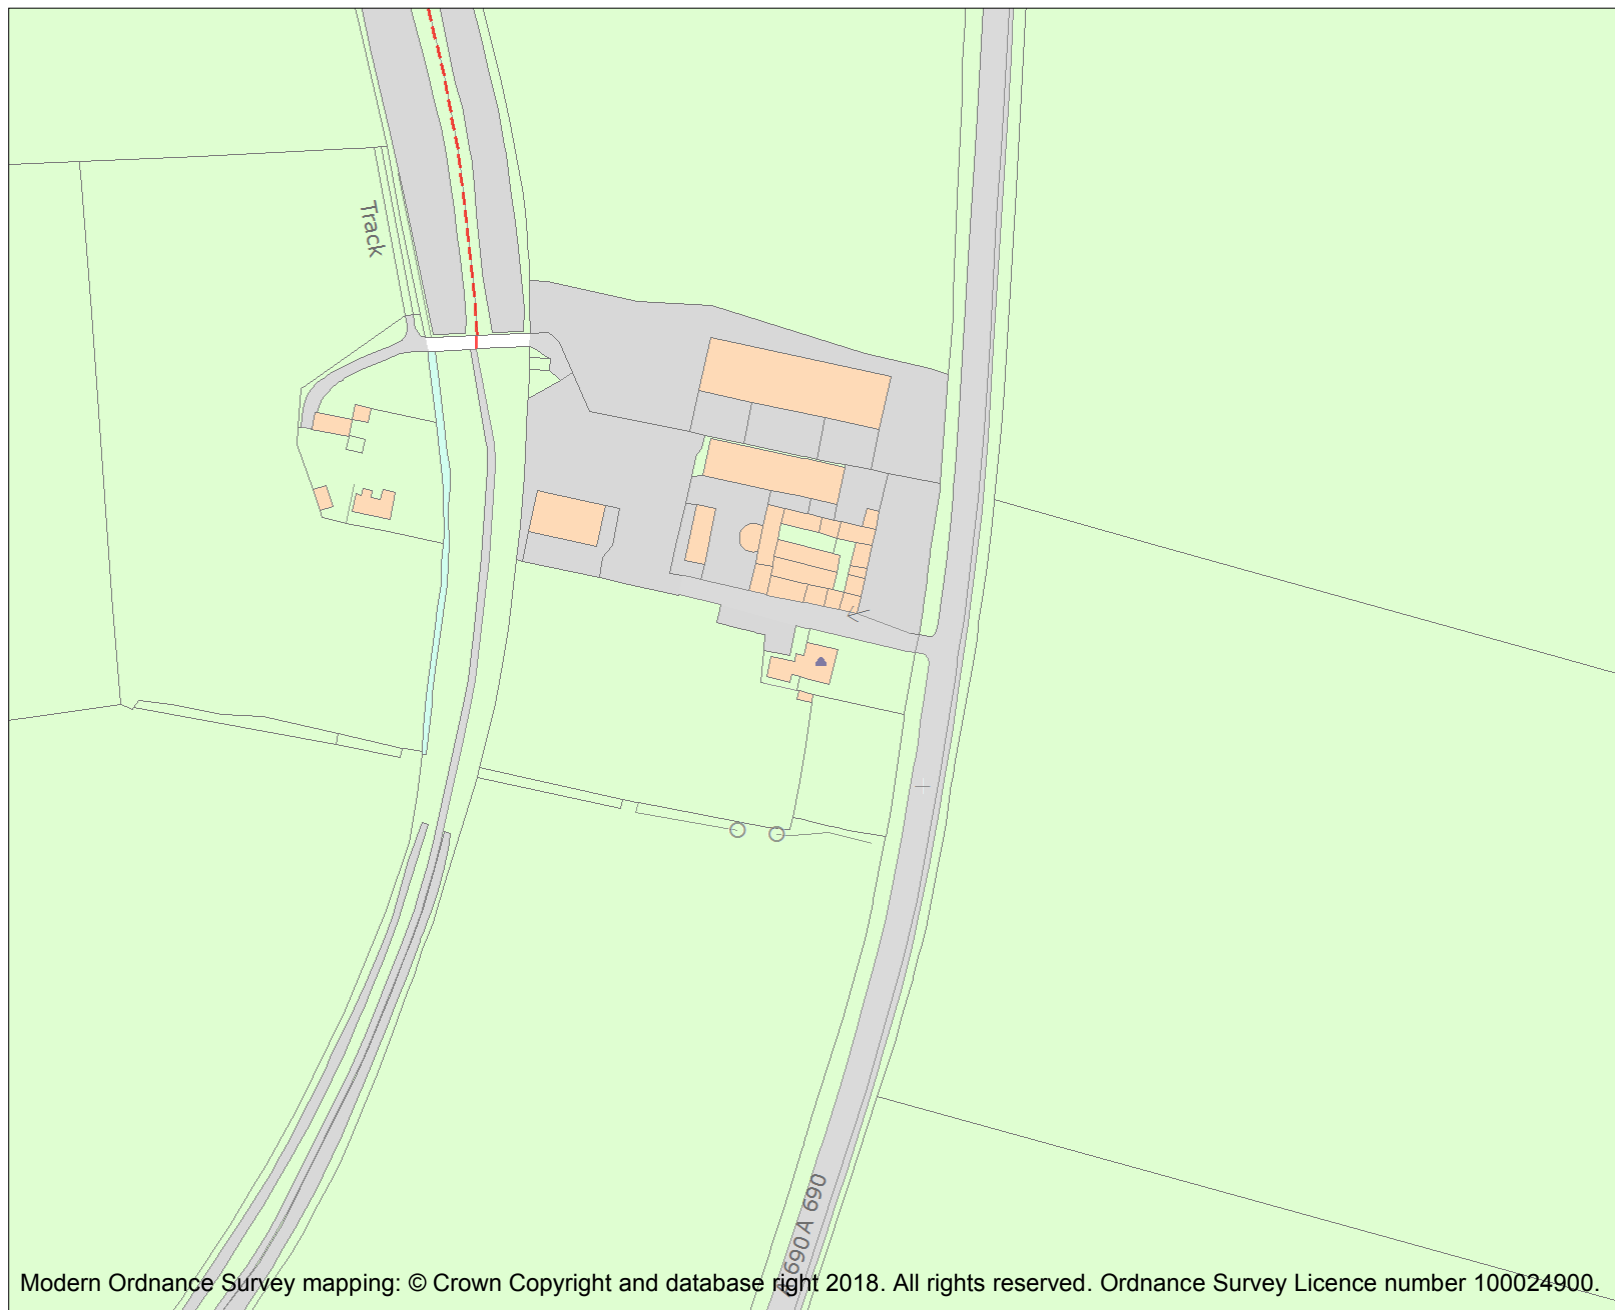 Track
A 690 A 690
Modern Ordnance Survey mapping: © Crown Copyright and database right 2018. All rights reserved. Ordnance Survey Licence number 100024900.